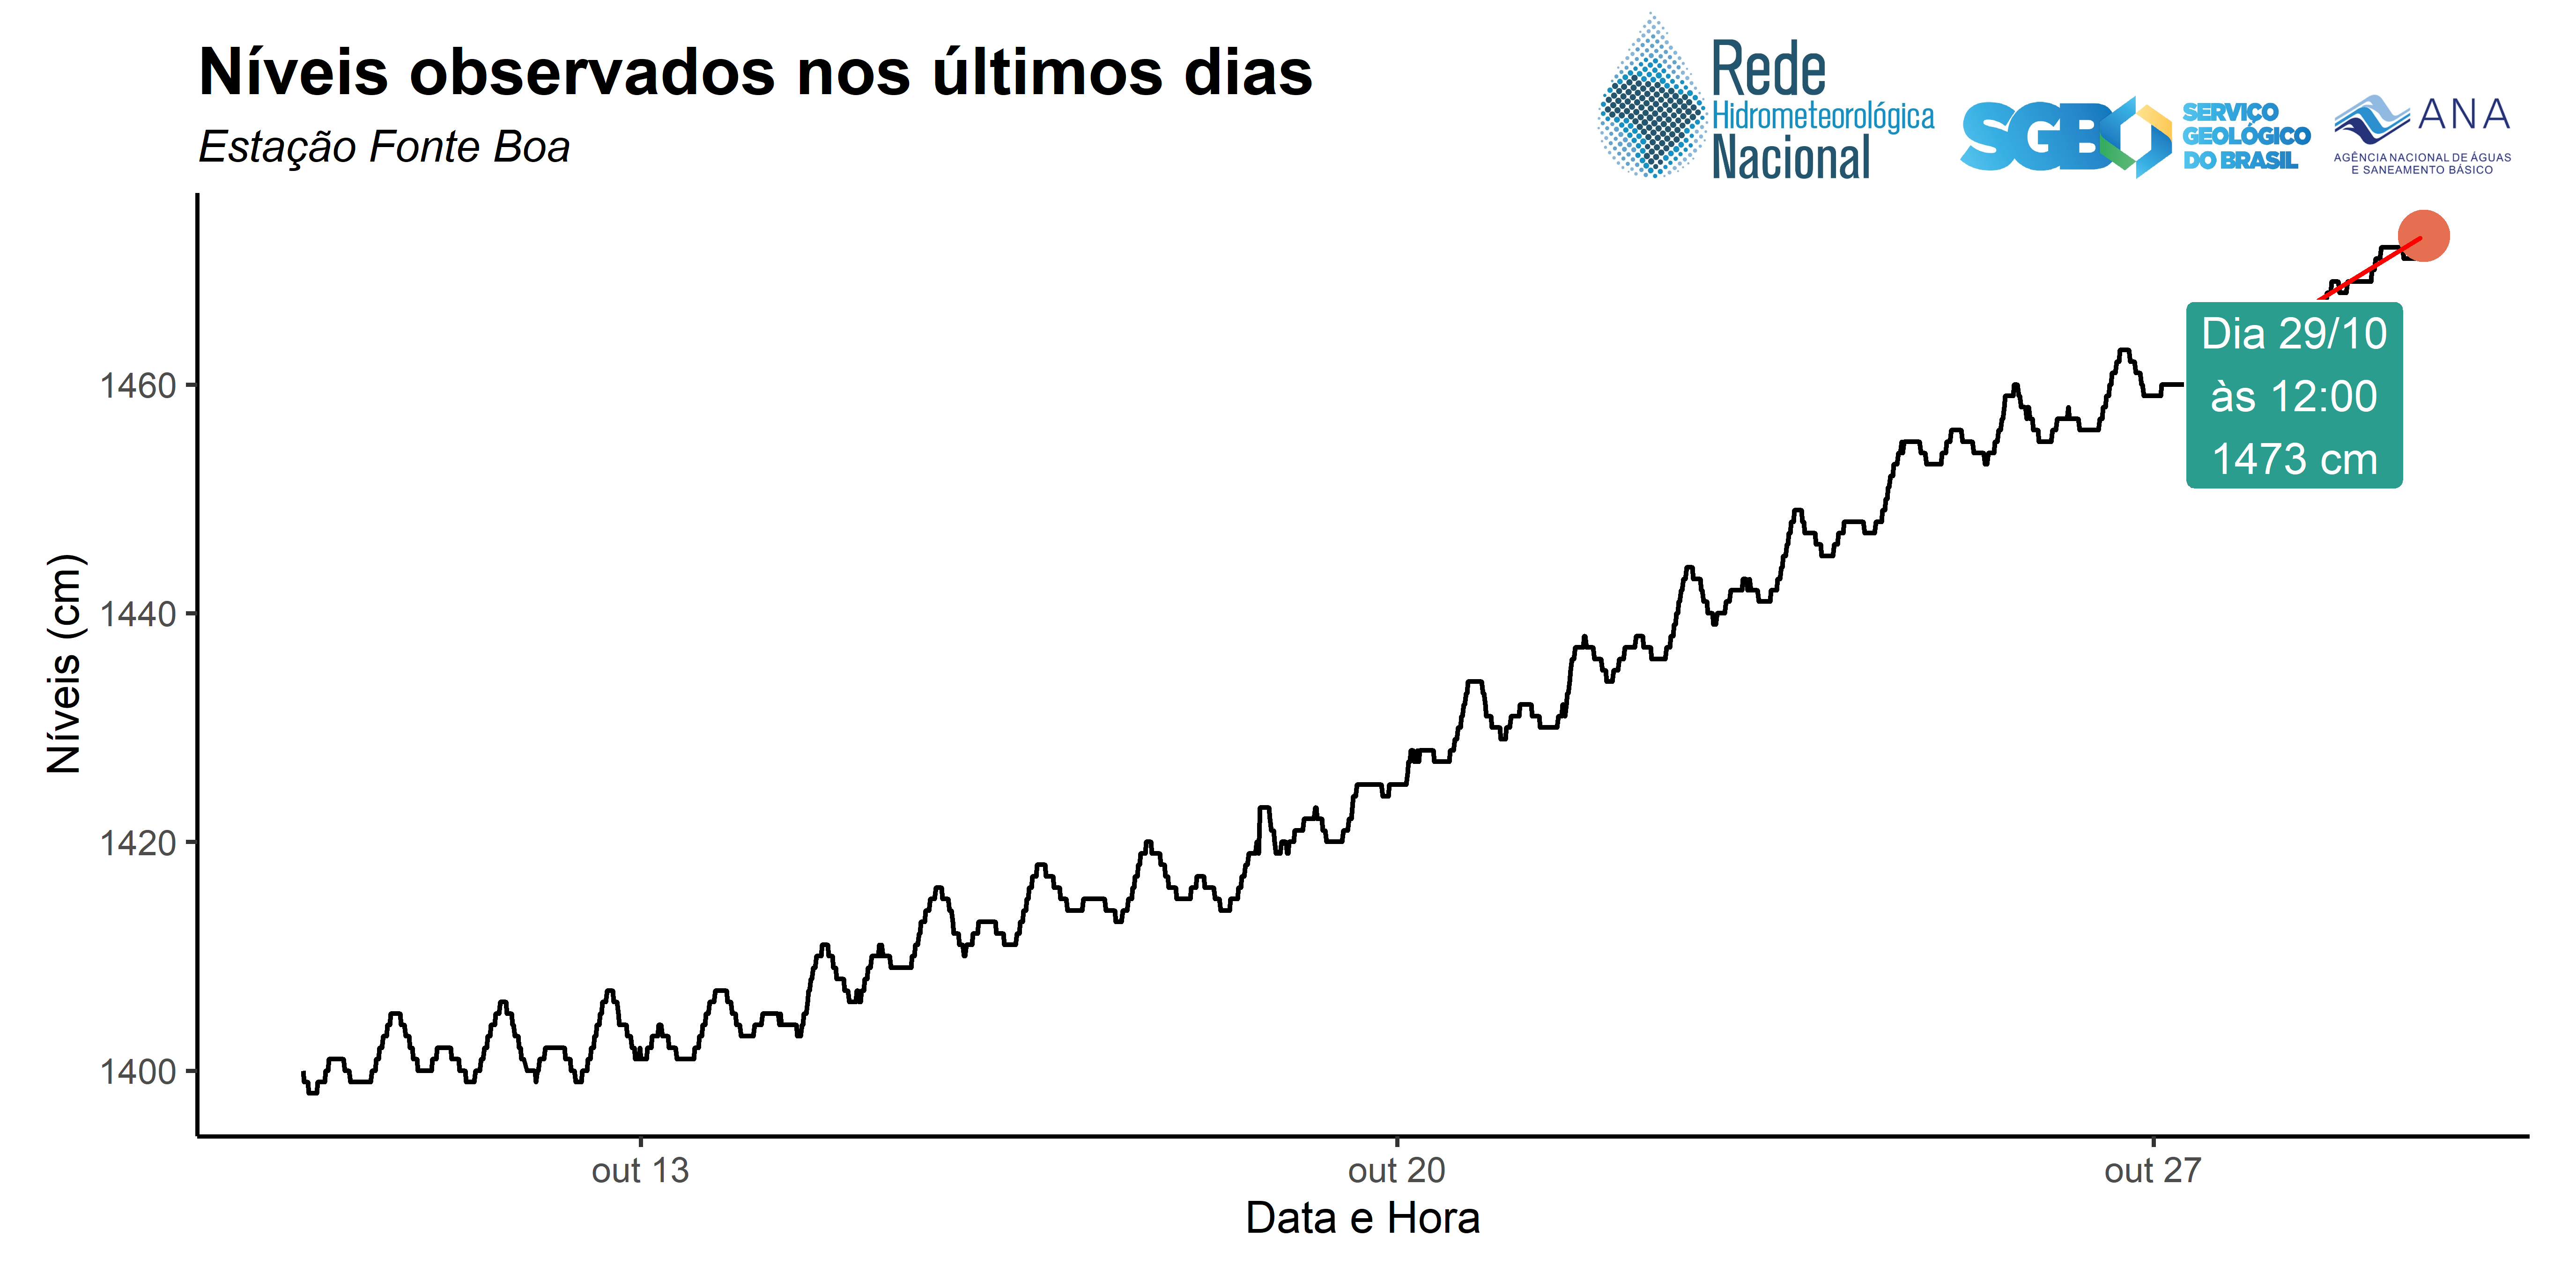 Níveis observados nos últimos dias
Estação Fonte Boa
Rede
Hidrometeorológica
Nacional
SGB
SERVIÇO
GEOLÓGICO
DO BRASIL
ANA
AGÊNCIA NACIONAL DE ÁGUAS
E SANEAMENTO BÁSICO
Níveis (cm)
1460
1440
1420
1400
Dia 29/10
às 12:00
1473 cm
out 13
out 20
out 27
Data e Hora